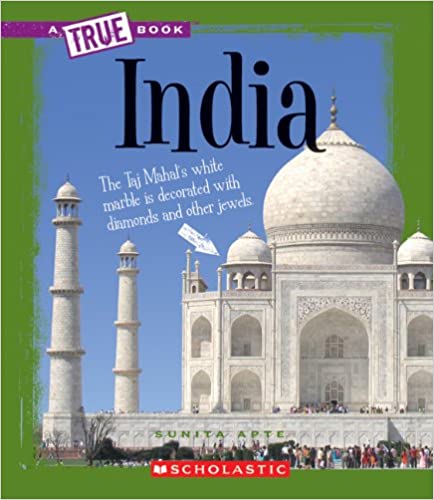 A TRUE BOOK
India
The Taj Mahal's white
marble is decorated with
diamonds and other jewels.
SUNITA APTE
SCHOLASTIC